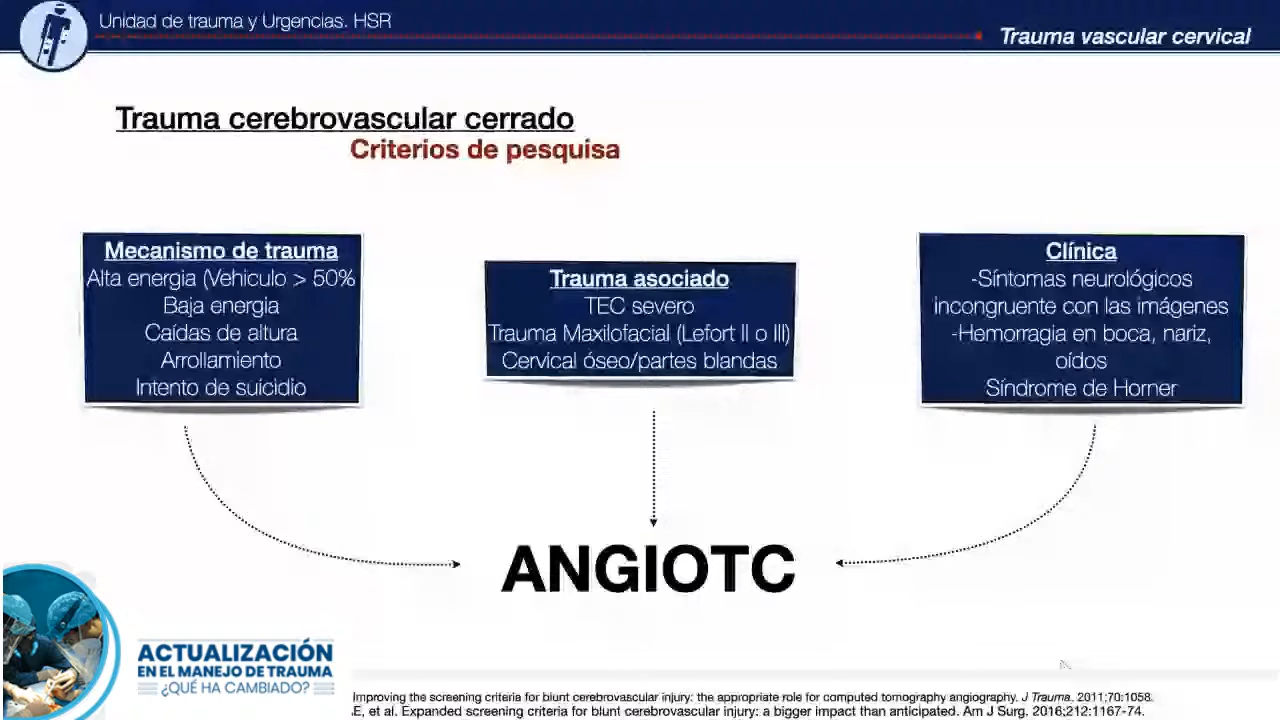 Unidad de trauma y Urgencias. HSR
Trauma vascular cervical
Trauma cerebrovascular cerrado
Criterios de pesquisa
Mecanismo de trauma
Alta energia (Vehiculo > 50%
Baja energia
Caídas de altura
Arrollamiento
Intento de suicidio
Trauma asociado
TEC severo
Trauma Maxilofacial (Lefort II o III)
Cervical óseo/partes blandas
Clínica
-Síntomas neurológicos
incongruente con las imágenes
-Hemorragia en boca, nariz,
oídos
Síndrome de Horner
ANGIOTC
ACTUALIZACIÓN
EN EL MANEJO DE TRAUMA
¿QUÉ HA CAMBIADO?
Improving the screening criteria for blunt cerebrovascular injury: the appropriate role for computed tomography angiography. J Trauma. 2011;70:1058.
.E, et al. Expanded screening criteria for blunt cerebrovascular injury: a bigger impact than anticipated. Am J Surg. 2016;212:1167-74.